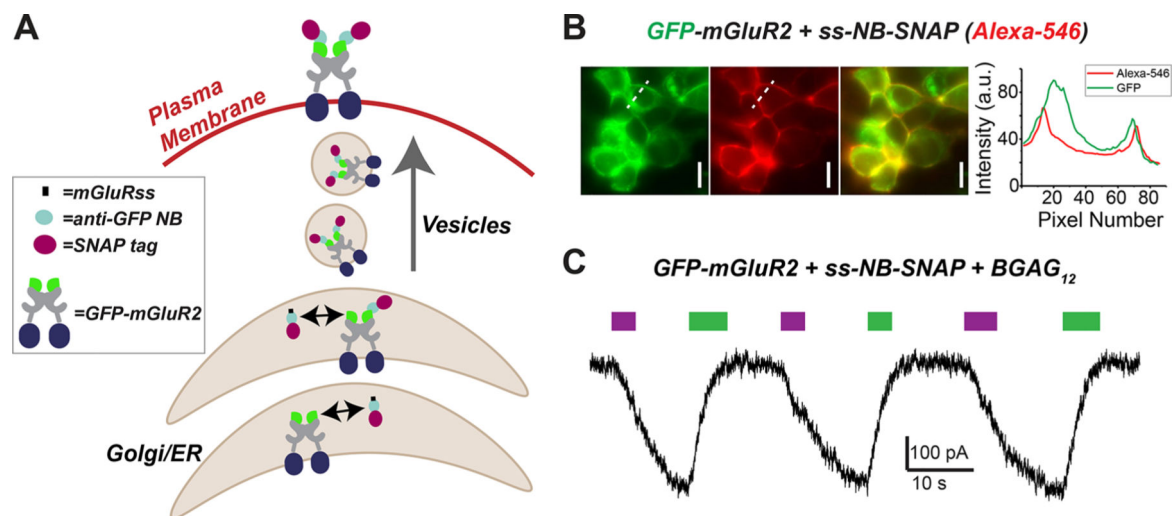 A
Plasma
Membrane
Vesicles
=mGluRss
=anti-GFP NB
=SNAP tag
=GFP-mGluR2
Golgi/ER
B
GFP-mGluR2 + ss-NB-SNAP (Alexa-546)
Intensity (a.u.)
80
40
0
0 20 40 60 80
Pixel Number
Alexa-546
GFP
C
GFP-mGluR2 + ss-NB-SNAP + BGAG₁₂
100 pA
10 s